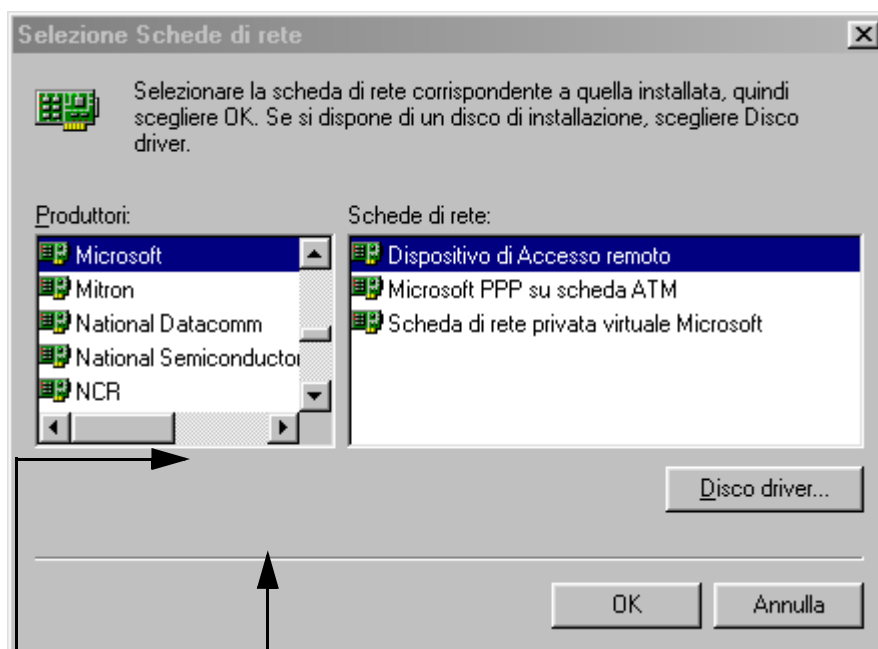 Selezione Schede di rete
Selezionare la scheda di rete corrispondente a quella installata, quindi
scegliere OK. Se si dispone di un disco di installazione, scegliere Disco
driver.
Produttori:
Microsoft
Mitron
National Datacomm
National Semiconducto
NCR
Schede di rete:
Dispositivo di Accesso remoto
Microsoft PPP su scheda ATM
Scheda di rete privata virtuale Microsoft
Disco driver...
OK
Annulla